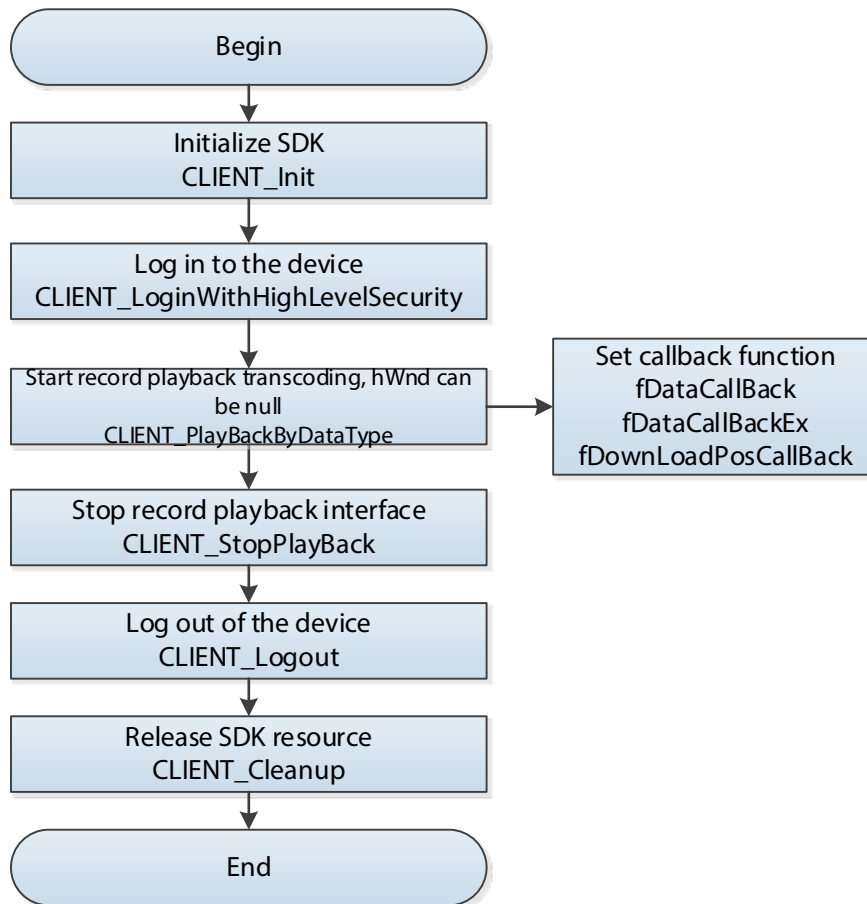 Begin
Initialize SDK
CLIENT_Init
Log in to the device
CLIENT_LoginWithHighLevelSecurity
Start record playback transcoding, hWnd can
be null
CLIENT_PlayBackByDataType
Set callback function
fDataCallBack
fDataCallBackEx
fDownLoadPosCallBack
Stop record playback interface
CLIENT_StopPlayBack
Log out of the device
CLIENT_Logout
Release SDK resource
CLIENT_Cleanup
End